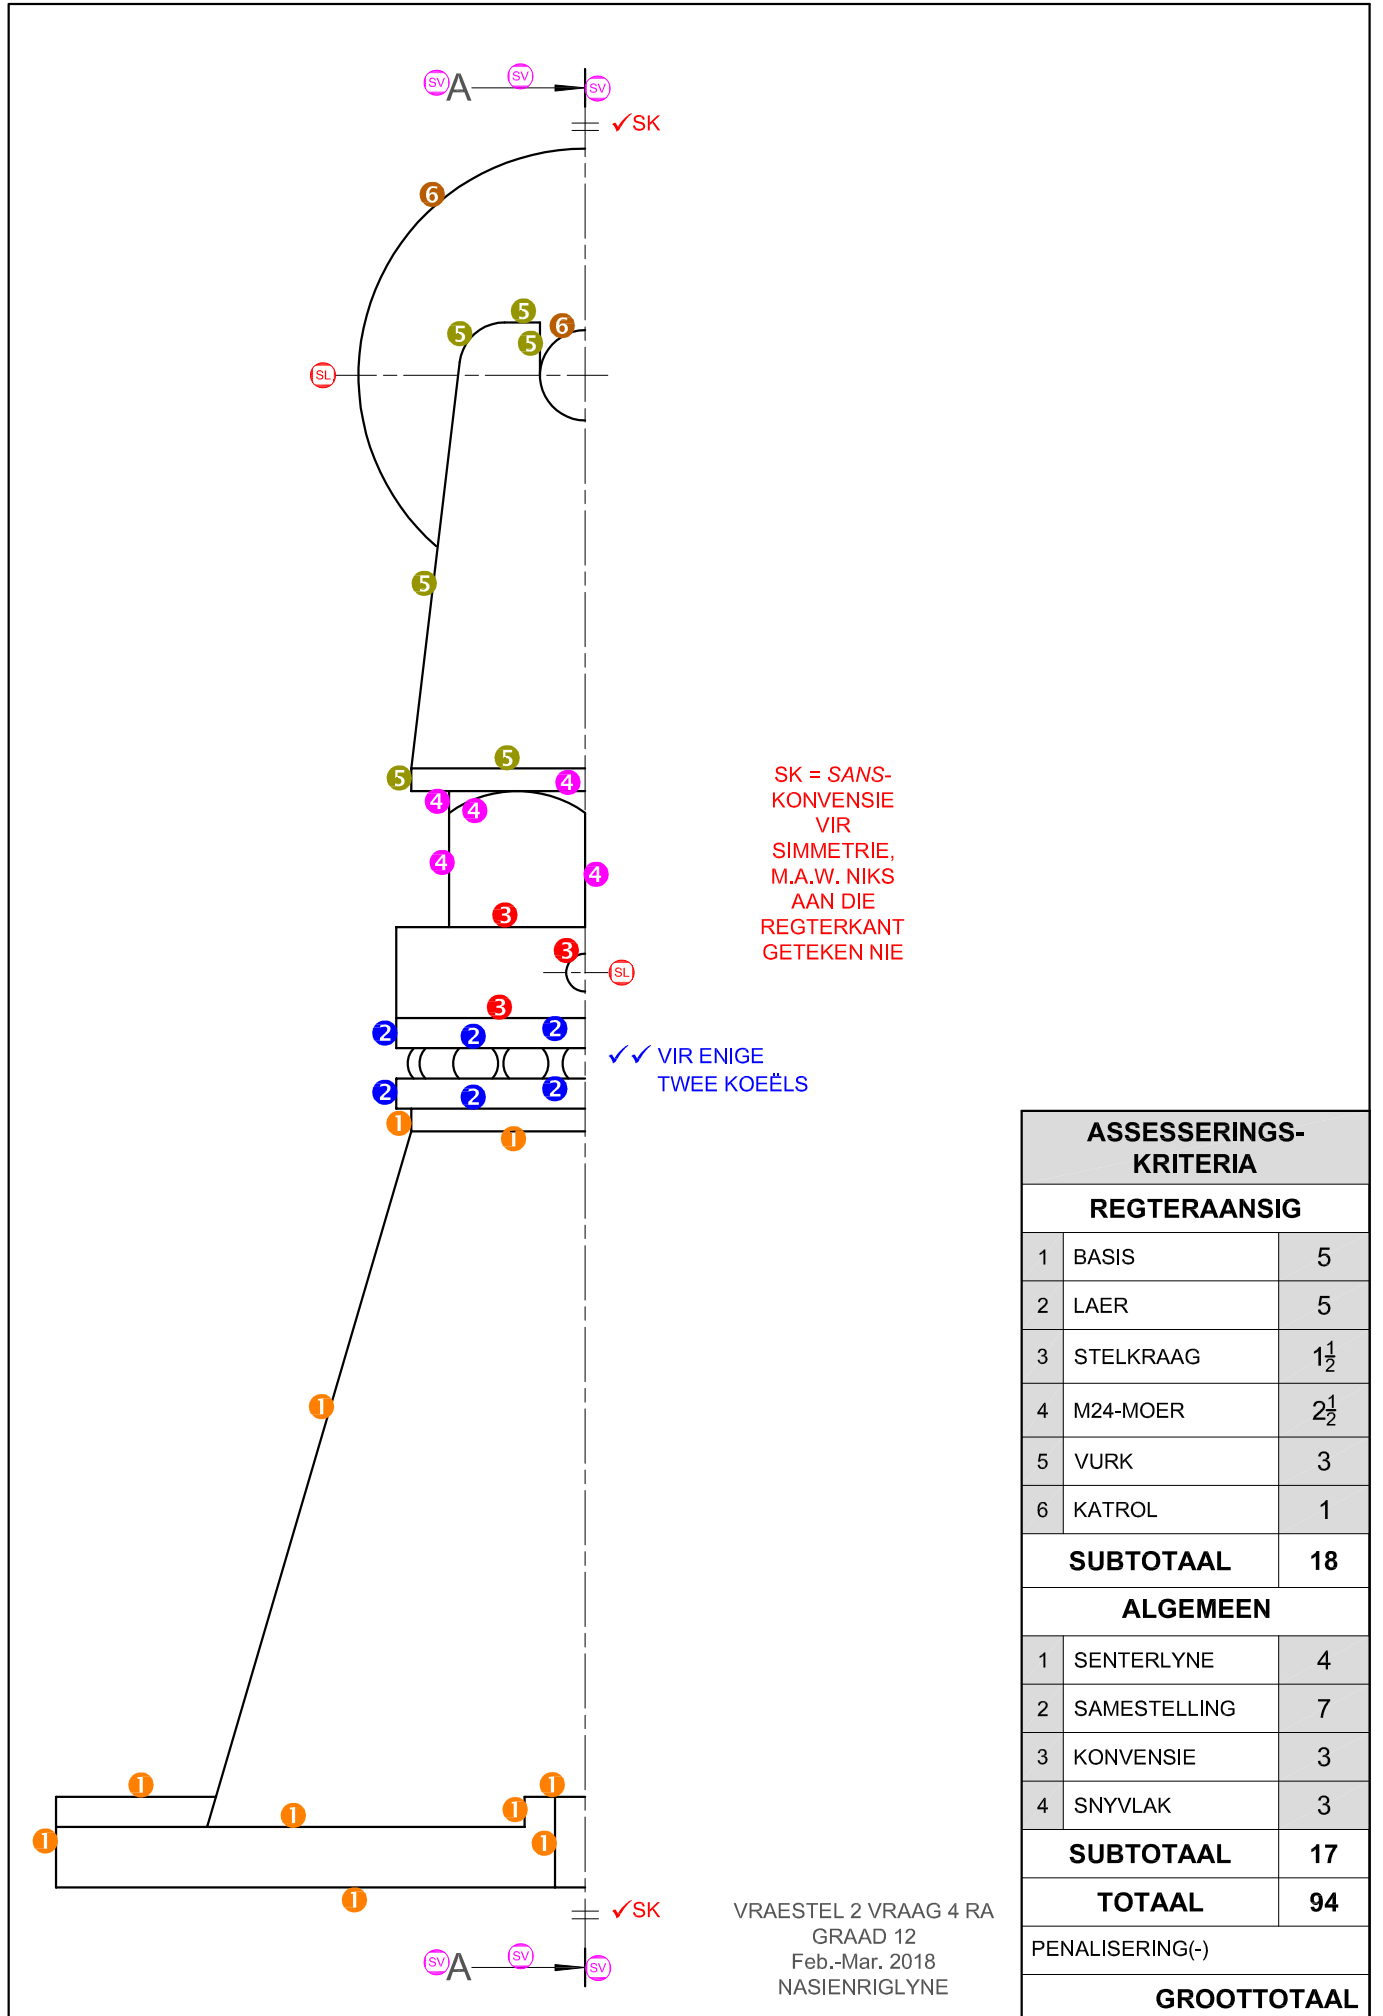 SV A SV SV
✓SK
6
5
5
5
6
SL
5
5
5
4
4
4
4
4
3
3
SL
3
2
2
2
✓✓ VIR ENIGE
TWEE KOEËLS
2
2
2
1
1
1
1
1
1
1
1
1
1
✓SK
SV A SV SV
SK = SANS-
KONVENSIE
VIR
SIMMETRIE,
M.A.W. NIKS
AAN DIE
REGTERKANT
GETEKEN NIE
VRAESTEL 2 VRAAG 4 RA
GRAAD 12
Feb.-Mar. 2018
NASIENRIGLYNE
ASSESSERINGS-
KRITERIA
REGTERAANSIG
1 BASIS 5
2 LAER 5
3 STELKRAAG 1½
4 M24-MOER 2½
5 VURK 3
6 KATROL 1
SUBTOTAAL 18
ALGEMEEN
1 SENTERLYNE 4
2 SAMESTELLING 7
3 KONVENSIE 3
4 SNYVLAK 3
SUBTOTAAL 17
TOTAAL 94
PENALISERING(-)
GROOTTOTAAL